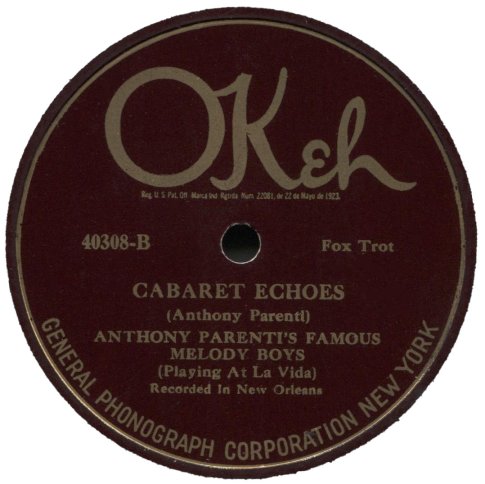 OKeh
Reg. U.S. Pat. Off. Marca Ind. Rgtrda. Num. 22081, de 22 de Mayo de 1923.
40308-B
Fox Trot
CABARET ECHOES
(Anthony Parenti)
ANTHONY PARENTI'S FAMOUS
MELODY BOYS
(Playing At La Vida)
Recorded In New Orleans
GENERAL PHONOGRAPH CORPORATION NEW YORK